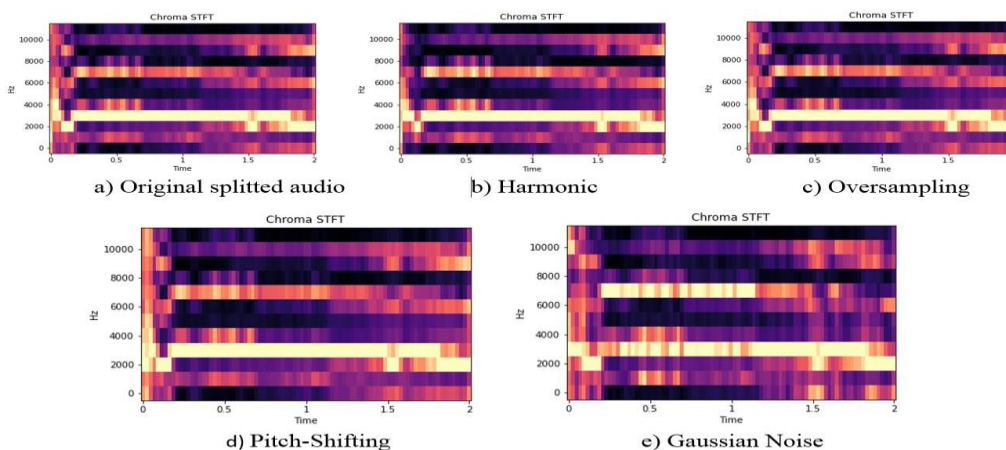 Chroma STFT
Hz
10000
8000
6000
4000
2000
0
0
0.5
1
1.5
2
Time
a) Original splitted audio
Chroma STFT
Hz
10000
8000
6000
4000
2000
0
0
0.5
1
1.5
2
Time
b) Harmonic
Chroma STFT
Hz
10000
8000
6000
4000
2000
0
0
0.5
1
1.5
Time
c) Oversampling
Chroma STFT
Hz
10000
8000
6000
4000
2000
0
0
0.5
1
1.5
2
Time
d) Pitch-Shifting
Chroma STFT
Hz
10000
8000
6000
4000
2000
0
0
0.5
1
1.5
2
Time
e) Gaussian Noise